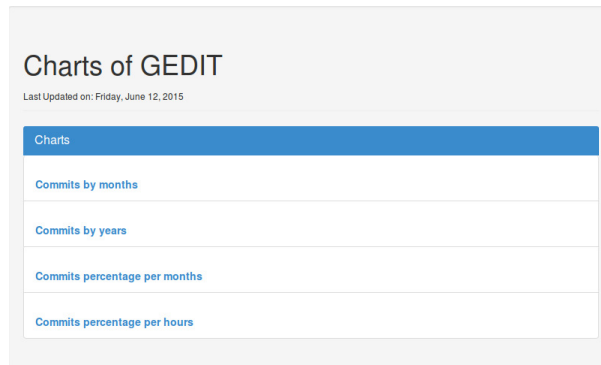 Charts of GEDIT
Last Updated on: Friday, June 12, 2015
Charts
Commits by months
Commits by years
Commits percentage per months
Commits percentage per hours